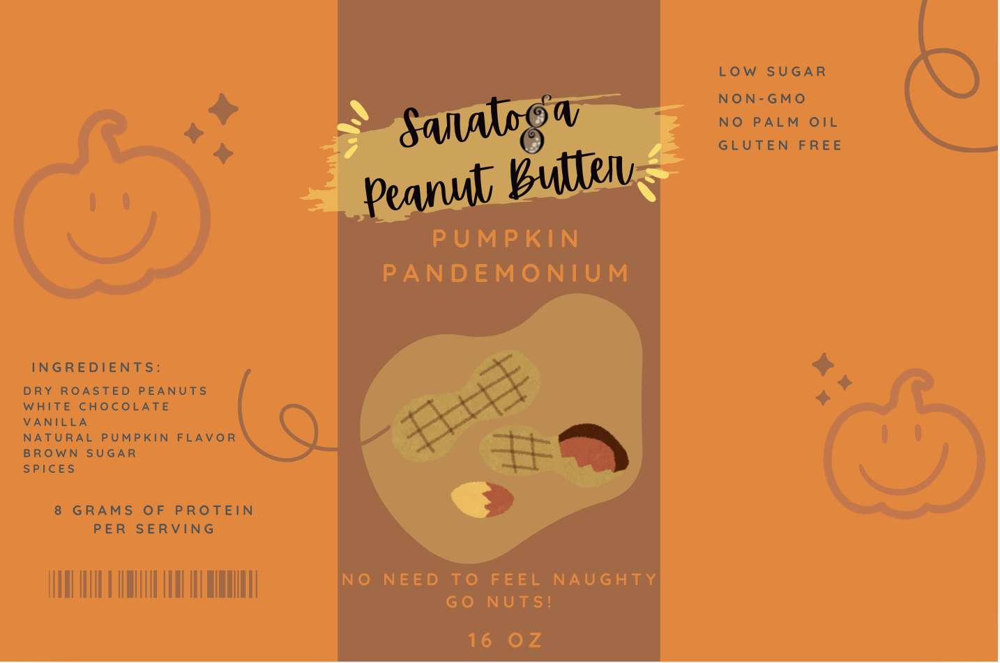 INGREDIENTS:
DRY ROASTED PEANUTS
WHITE CHOCOLATE
VANILLA
NATURAL PUMPKIN FLAVOR
BROWN SUGAR
SPICES
8 GRAMS OF PROTEIN
PER SERVING
Saratoga
Peanut Butter
PUMPKIN
PANDEMONIUM
NO NEED TO FEEL NAUGHTY
GO NUTS!
16 OZ
LOW SUGAR
NON-GMO
NO PALM OIL
GLUTEN FREE